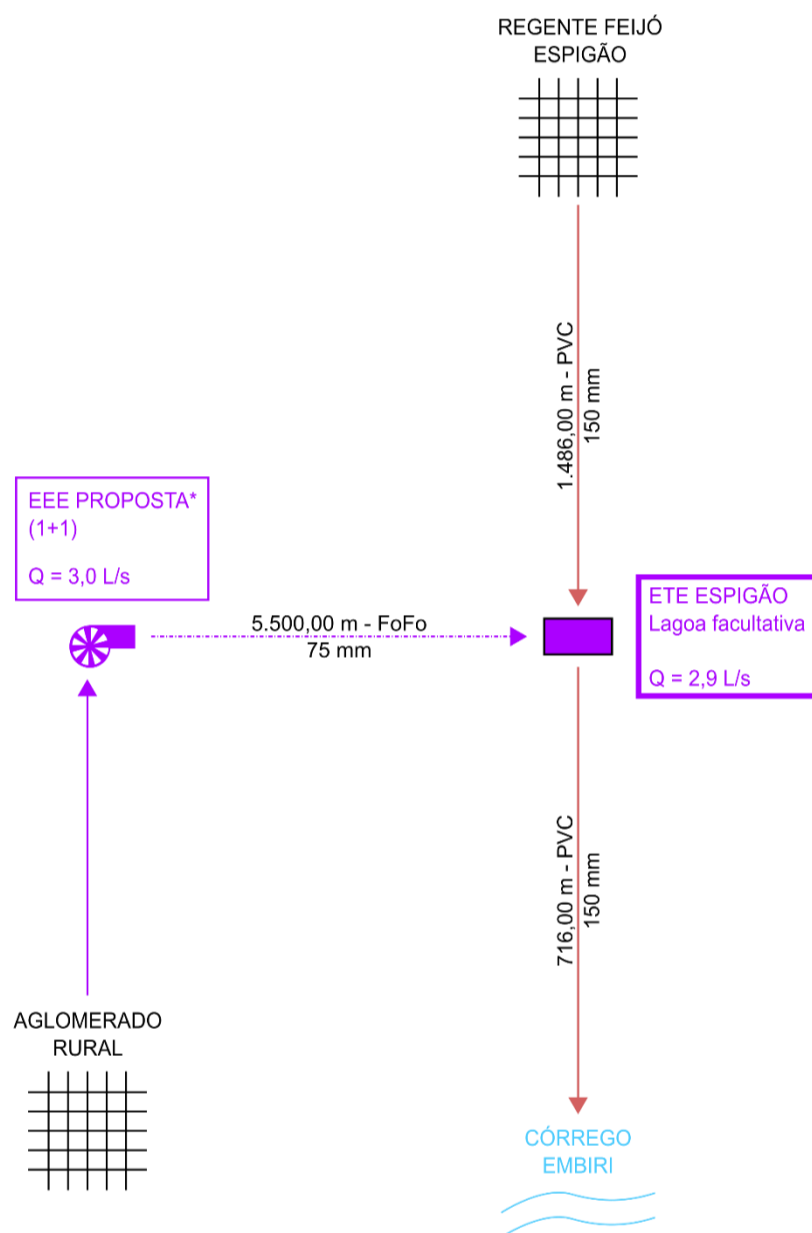 REGENTE FEIJÓ
ESPIGÃO
1.486,00 m - PVC
150 mm
EEE PROPOSTA*
(1+1)
Q = 3,0 L/s
5.500,00 m - FoFo
75 mm
ETE ESPIGÃO
Lagoa facultativa
Q = 2,9 L/s
716,00 m - PVC
150 mm
AGLOMERADO
RURAL
CÓRREGO
EMBIRI